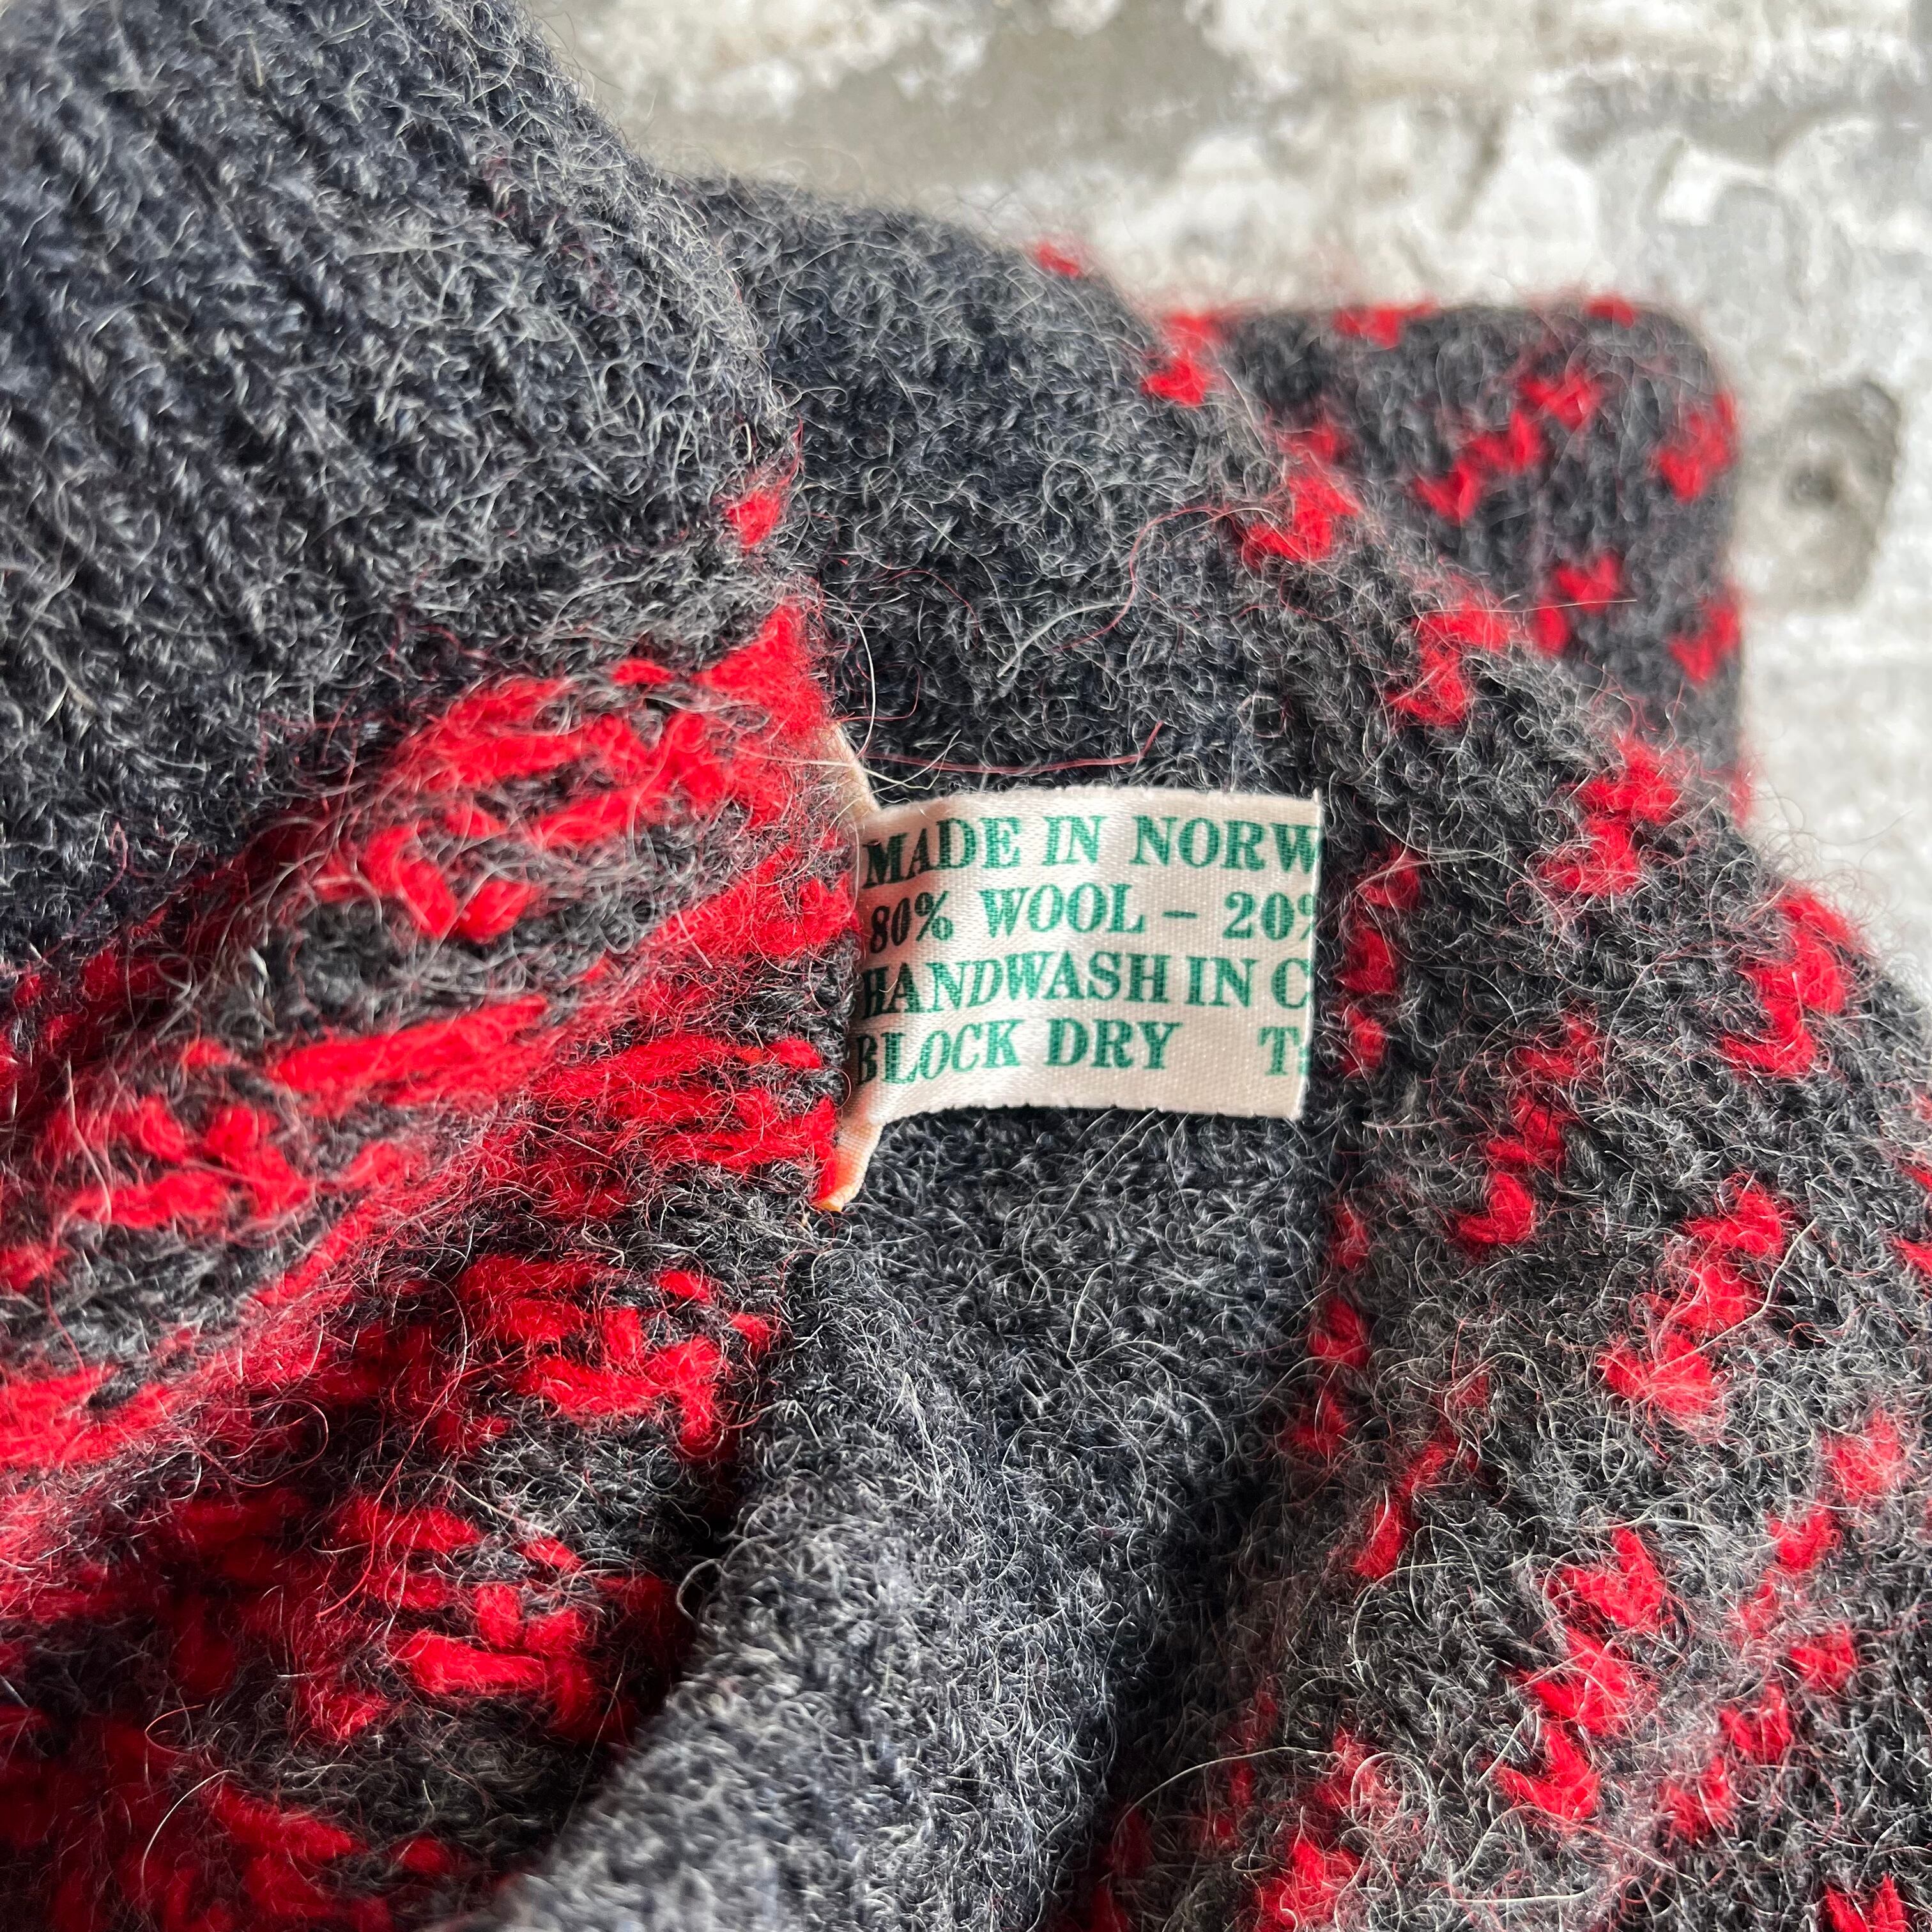 MADE IN NORW
80% WOOL – 20%
HANDWASH IN C
BLOCK DRY T